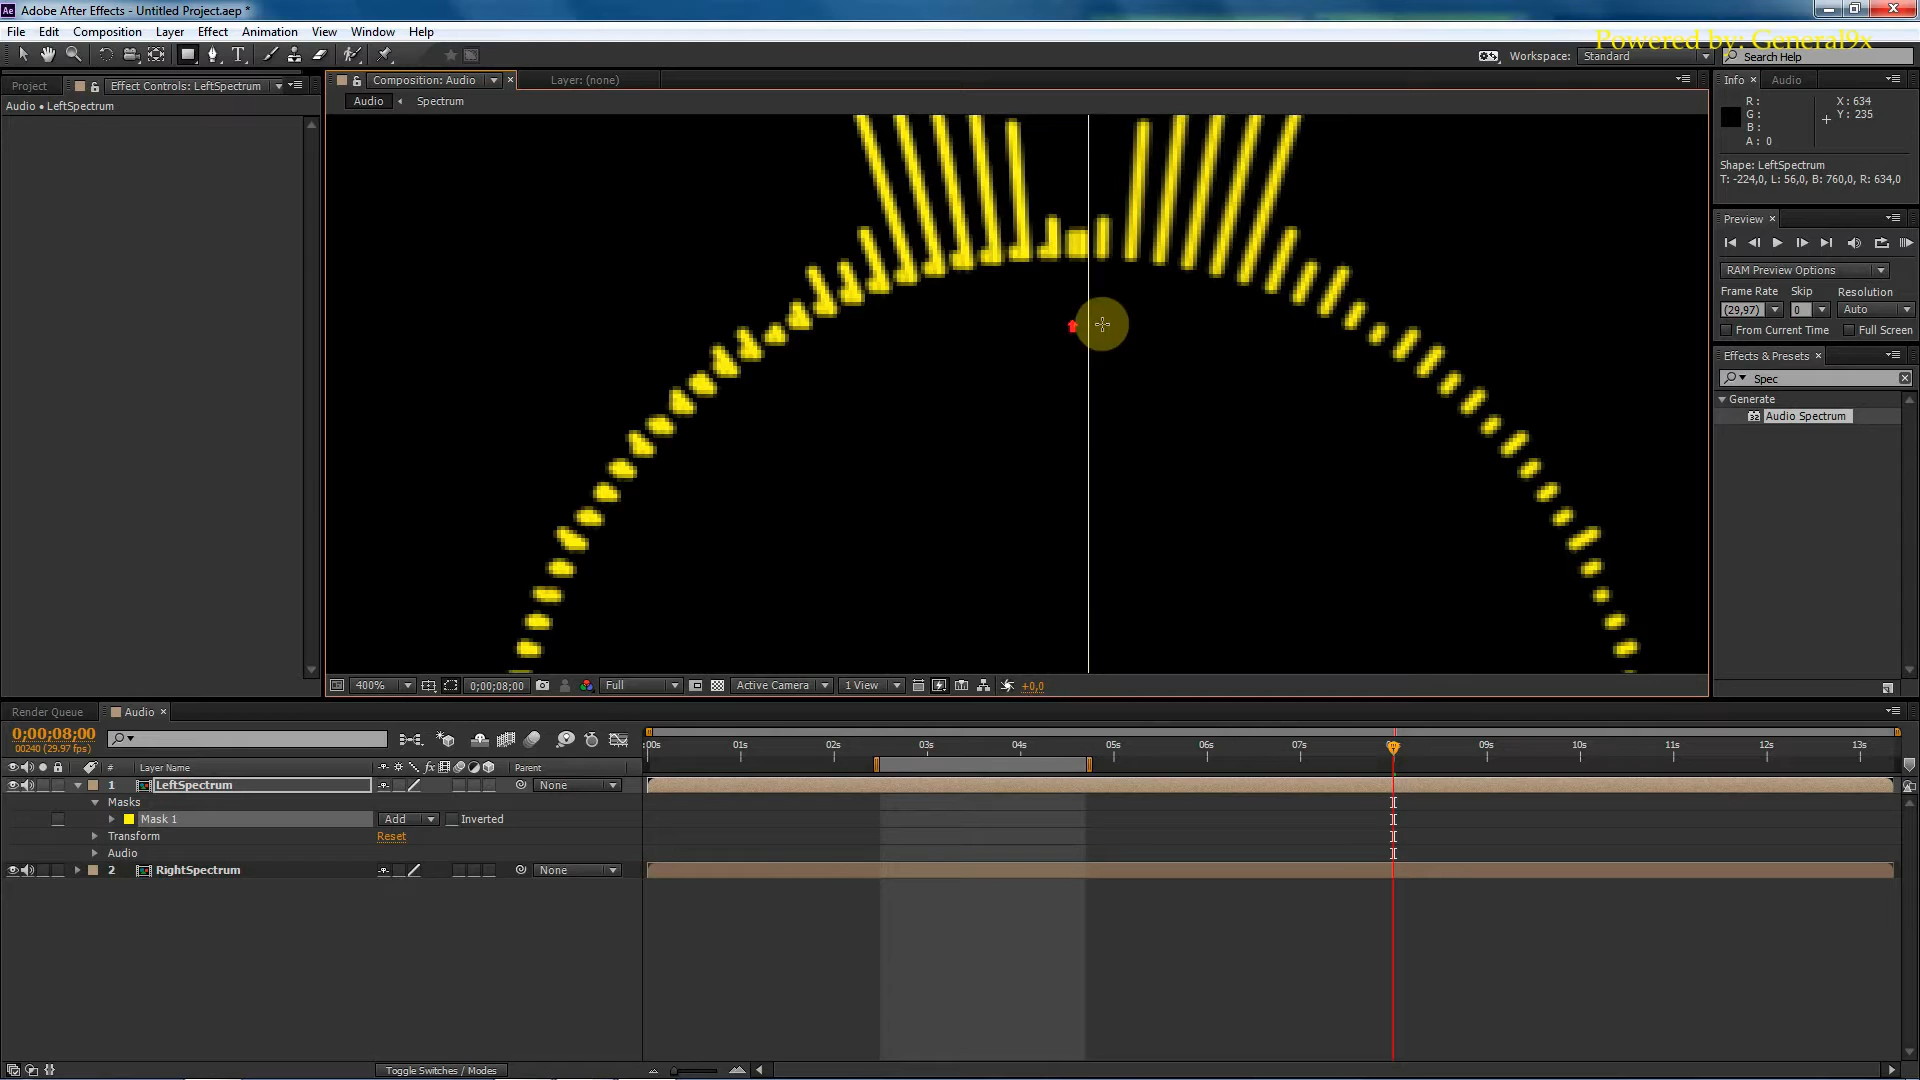 Adobe After Effects - Untitled Project.aep *
File Edit Composition Layer Effect Animation View Window Help
Powered by: General9x
Workspace: Standard
Search Help
Project
Effect Controls: LeftSpectrum
Composition: Audio
Layer: (none)
Info
Audio
Audio • LeftSpectrum
Audio
Spectrum
R:
G:
B:
A: 0
X: 634
Y: 235
Shape: LeftSpectrum
T: -224,0, L: 56,0, B: 760,0, R: 634,0
Preview
RAM Preview Options
Frame Rate Skip Resolution
(29,97) 0 Auto
From Current Time Full Screen
Effects & Presets
Spec
Generate
Audio Spectrum
400%
0;00;08;00
Full
Active Camera
1 View
+0,0
Render Queue
Audio
0;00;08;00
00240 (29.97 fps)
:00s 01s 02s 03s 04s 05s 06s 07s 09s 10s 11s 12s 13s
# Layer Name
Parent
1 LeftSpectrum None
Masks
Mask 1 Add Inverted
Transform Reset
Audio
2 RightSpectrum None
Toggle Switches / Modes